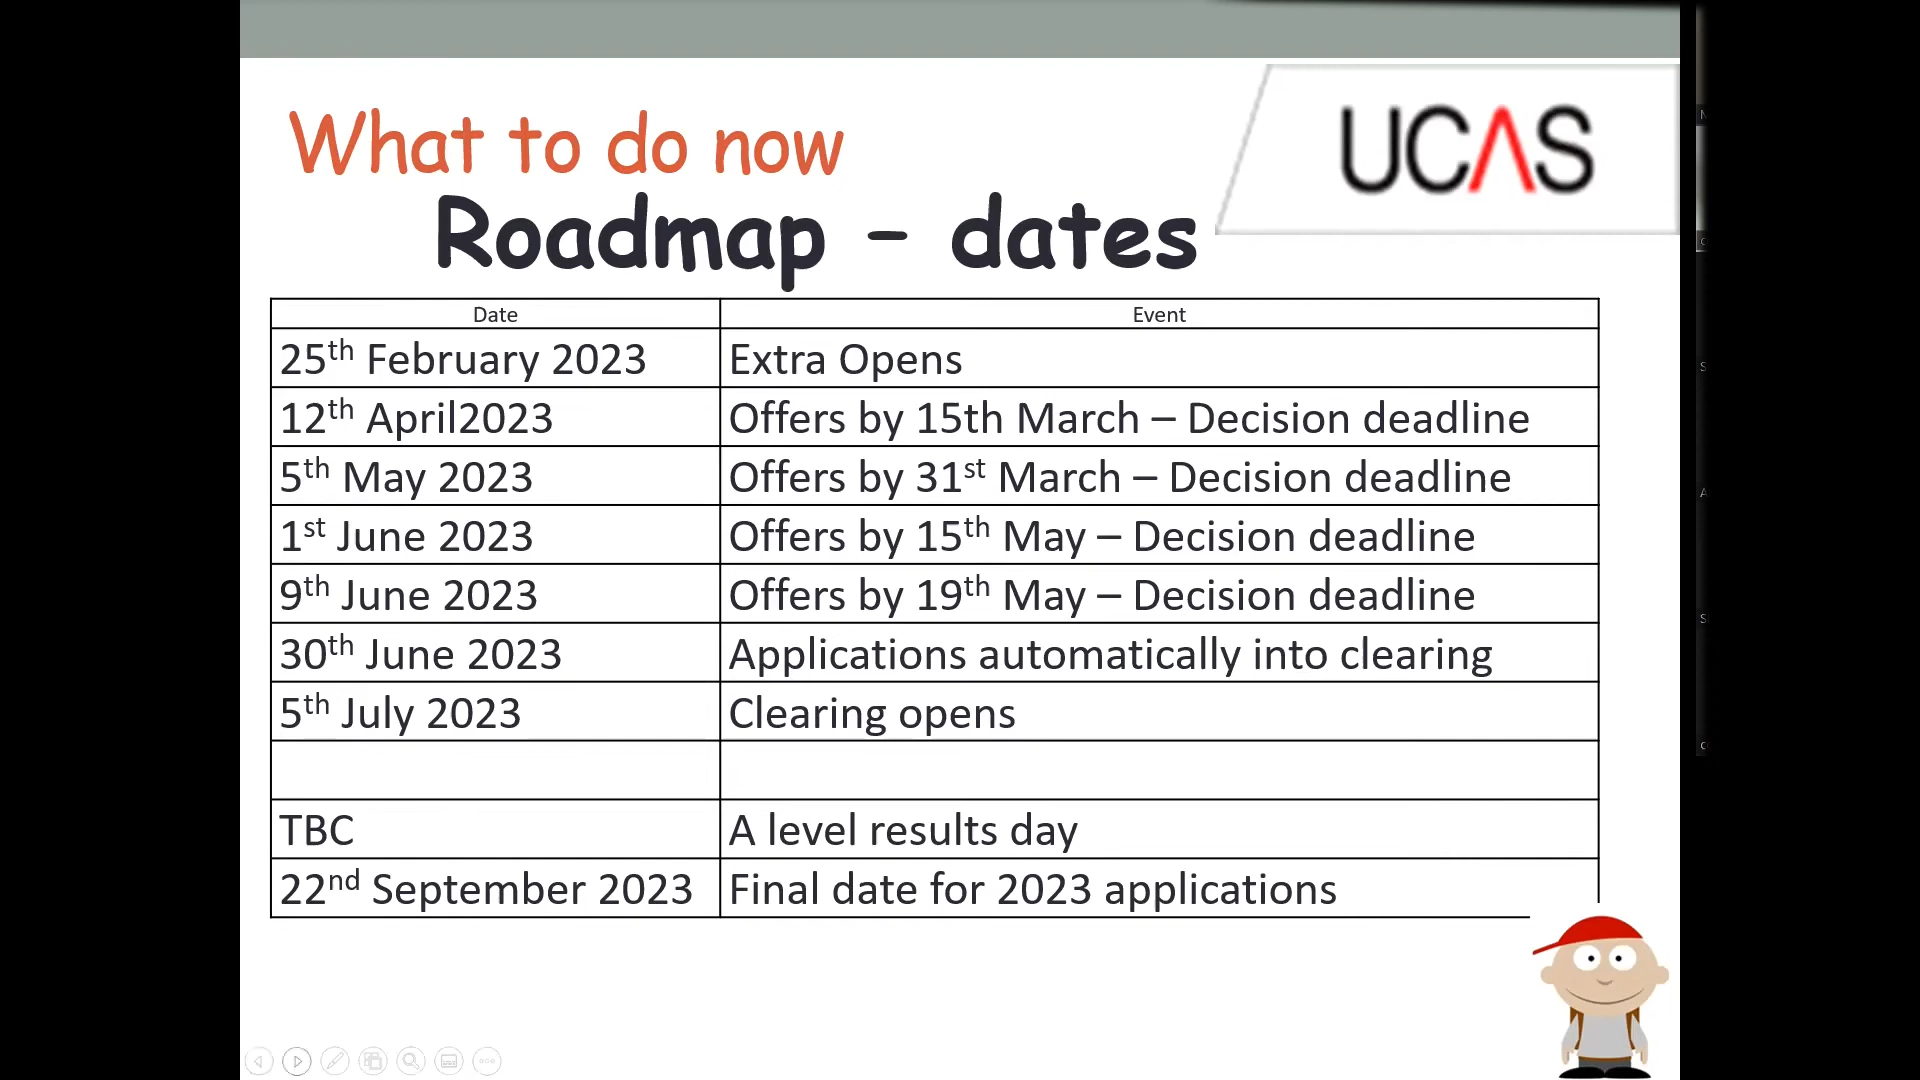 What to do now
UCAS
Roadmap – dates
Date Event
25th February 2023 Extra Opens
12th April2023 Offers by 15th March – Decision deadline
5th May 2023 Offers by 31st March – Decision deadline
1st June 2023 Offers by 15th May – Decision deadline
9th June 2023 Offers by 19th May – Decision deadline
30th June 2023 Applications automatically into clearing
5th July 2023 Clearing opens
TBC A level results day
22nd September 2023 Final date for 2023 applications